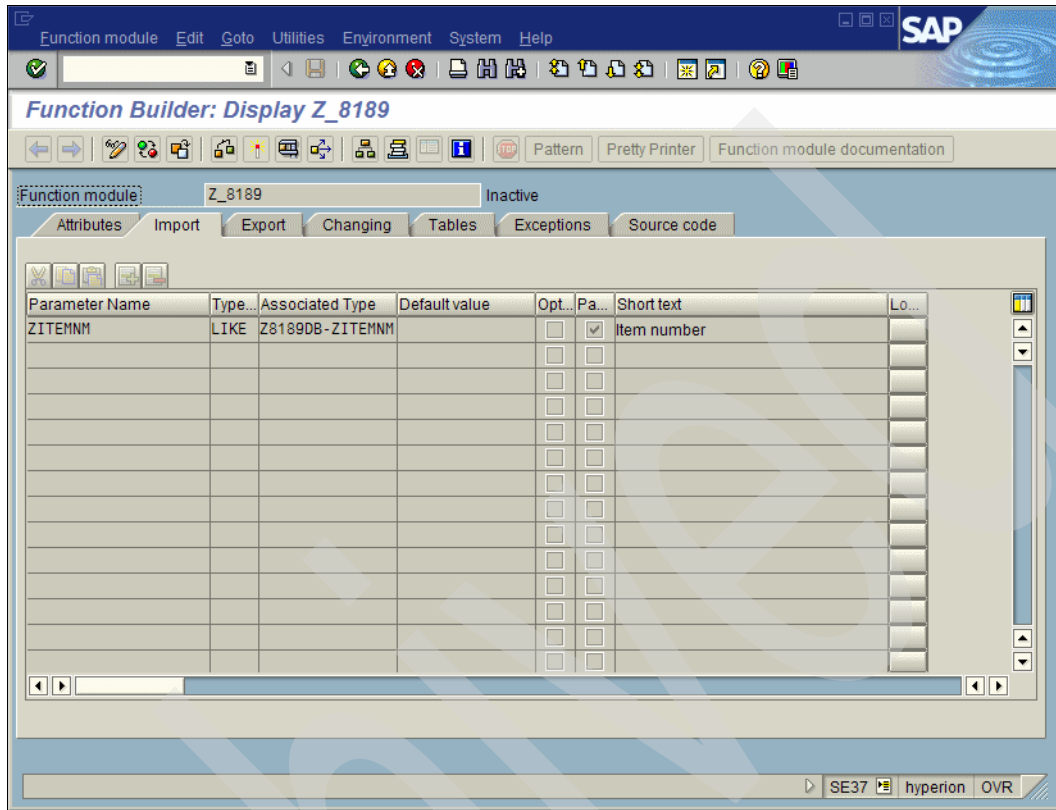 Function module Edit Goto Utilities Environment System Help
SAP
Function Builder: Display Z_8189
STOP Pattern Pretty Printer Function module documentation
Function module Z_8189 Inactive
Attributes Import Export Changing Tables Exceptions Source code
Parameter Name Type... Associated Type Default value Opt... Pa... Short text Lo...
ZITEMNM LIKE Z8189DB-ZITEMNM Item number
SE37 hyperion OVR